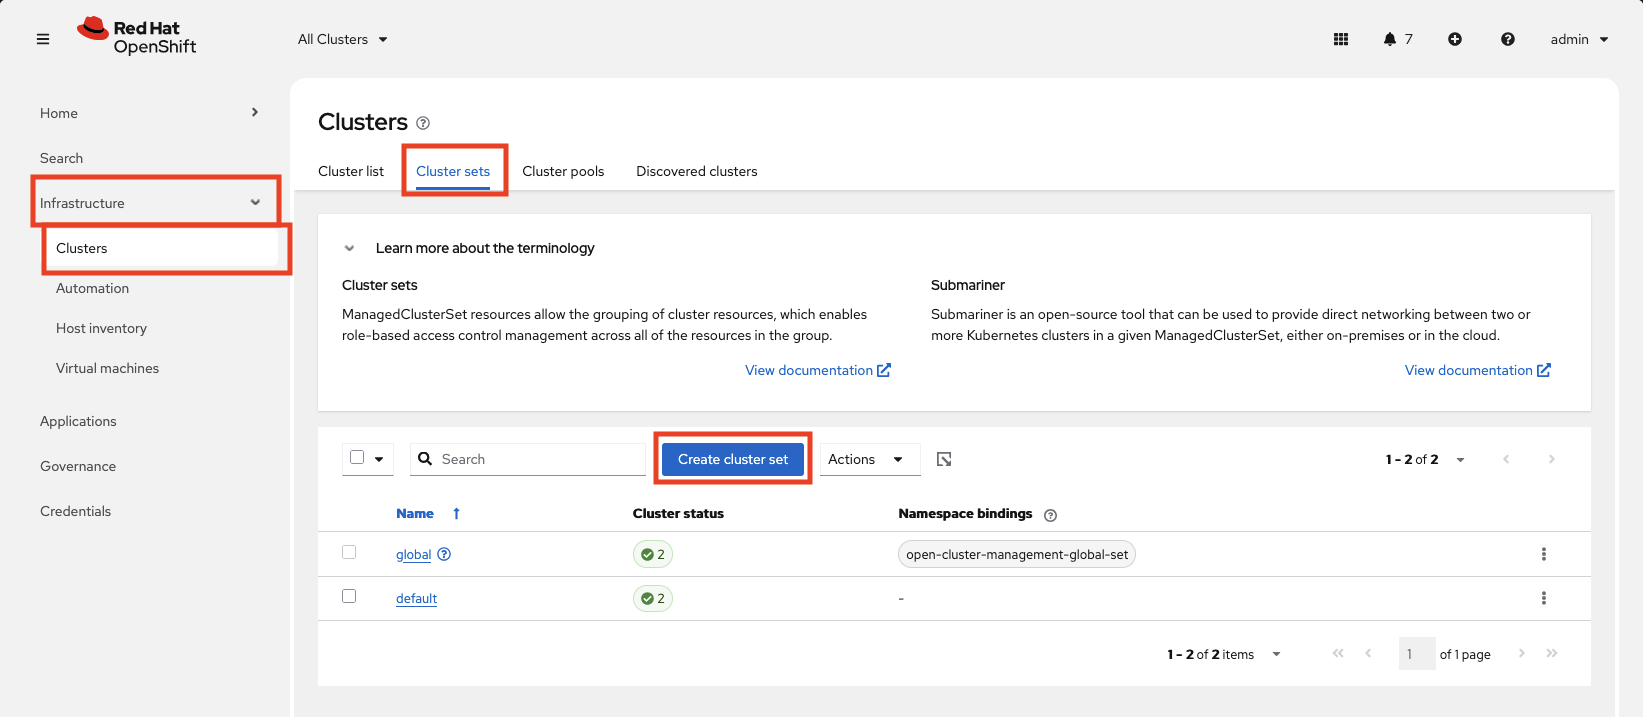 Red Hat
OpenShift
All Clusters
7
admin
Home
Search
Infrastructure
Clusters
Automation
Host inventory
Virtual machines
Applications
Governance
Credentials
Clusters
Cluster list
Cluster sets
Cluster pools
Discovered clusters
Learn more about the terminology
Cluster sets
ManagedClusterSet resources allow the grouping of cluster resources, which enables
role-based access control management across all of the resources in the group.
View documentation
Submariner
Submariner is an open-source tool that can be used to provide direct networking between two or
more Kubernetes clusters in a given ManagedClusterSet, either on-premises or in the cloud.
View documentation
Search
Create cluster set
Actions
1 - 2 of 2
Name
Cluster status
Namespace bindings
global
2
open-cluster-management-global-set
default
2
-
1 - 2 of 2 items
1
of 1 page